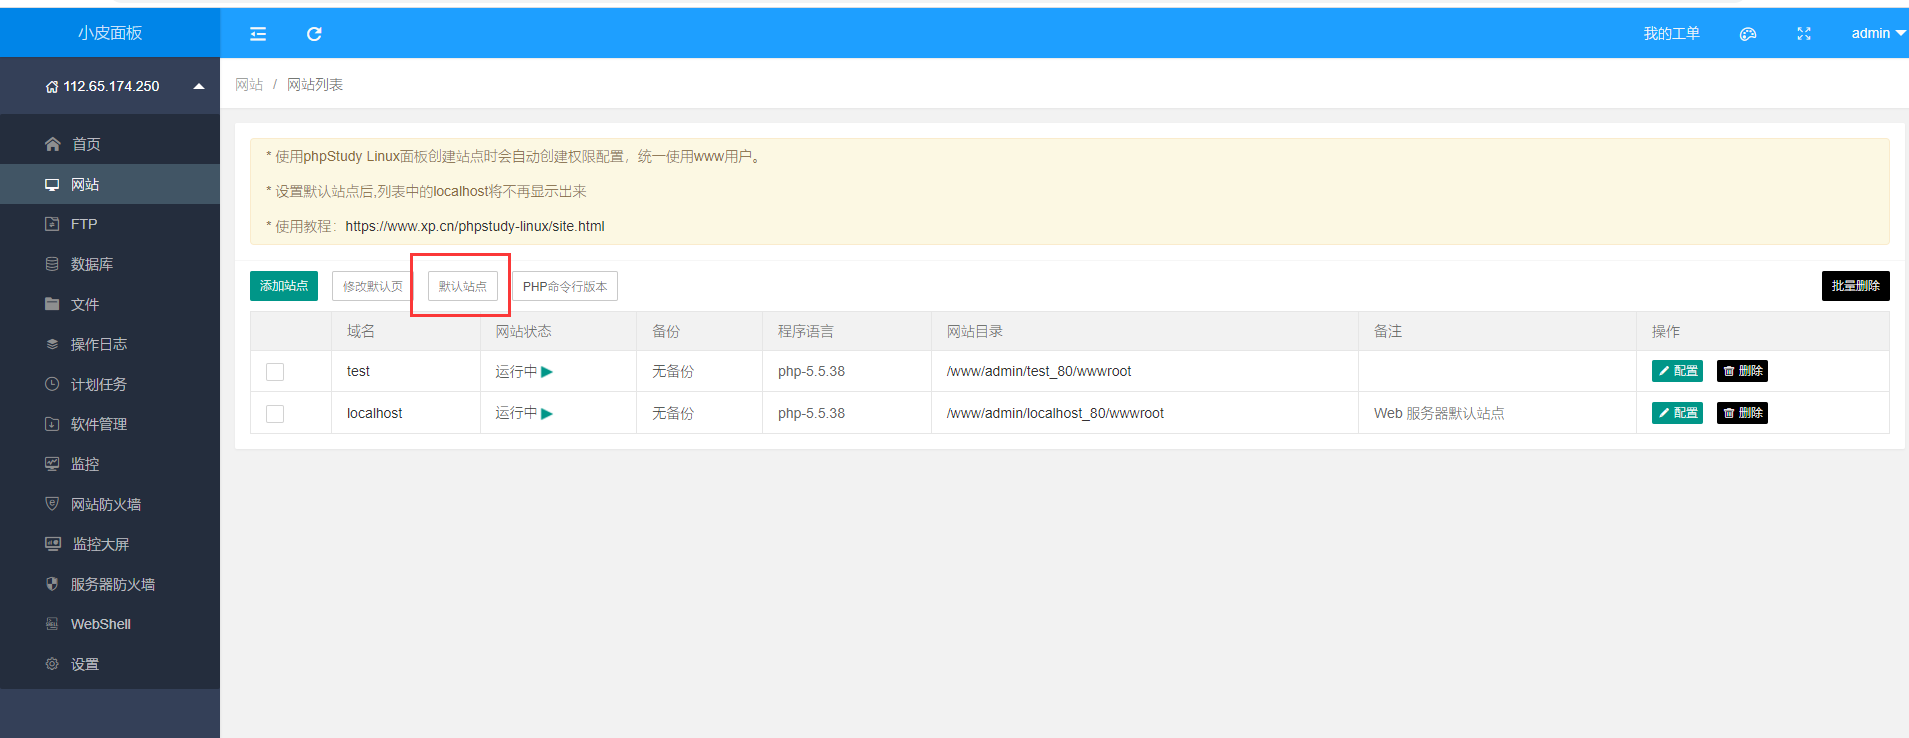 小皮面板
我的工单
admin
112.65.174.250
网站 / 网站列表
首页
网站
FTP
数据库
文件
操作日志
计划任务
软件管理
监控
网站防火墙
监控大屏
服务器防火墙
WebShell
设置
* 使用phpStudy Linux面板创建站点时会自动创建权限配置，统一使用www用户。
* 设置默认站点后,列表中的localhost将不再显示出来
* 使用教程：https://www.xp.cn/phpstudy-linux/site.html
添加站点 修改默认页 默认站点 PHP命令行版本 批量删除
域名 网站状态 备份 程序语言 网站目录 备注 操作
test 运行中 无备份 php-5.5.38 /www/admin/test_80/wwwroot 配置 删除
localhost 运行中 无备份 php-5.5.38 /www/admin/localhost_80/wwwroot Web 服务器默认站点 配置 删除